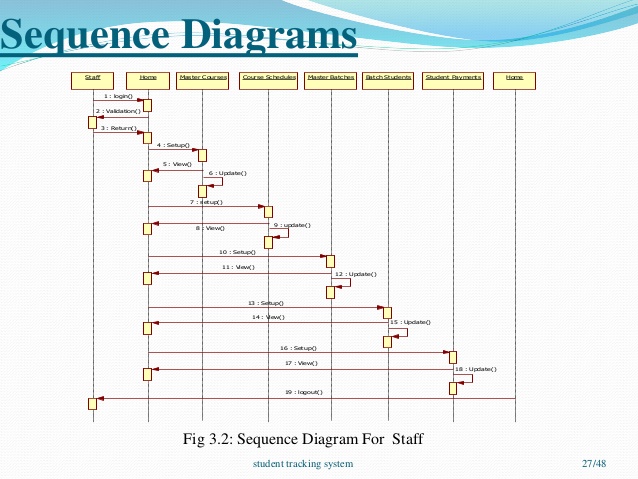 Sequence Diagrams
Staff Home Master Courses Course Schedules Master Batches Batch Students Student Payments Home
1 : login()
2 : Validation()
3 : Return()
4 : Setup()
5 : View()
6 : Update()
7 : setup()
8 : View()
9 : update()
10 : Setup()
11 : View()
12 : Update()
13 : Setup()
14 : View()
15 : Update()
16 : Setup()
17 : View()
18 : Update()
19 : logout()
Fig 3.2: Sequence Diagram For Staff
student tracking system 27/48